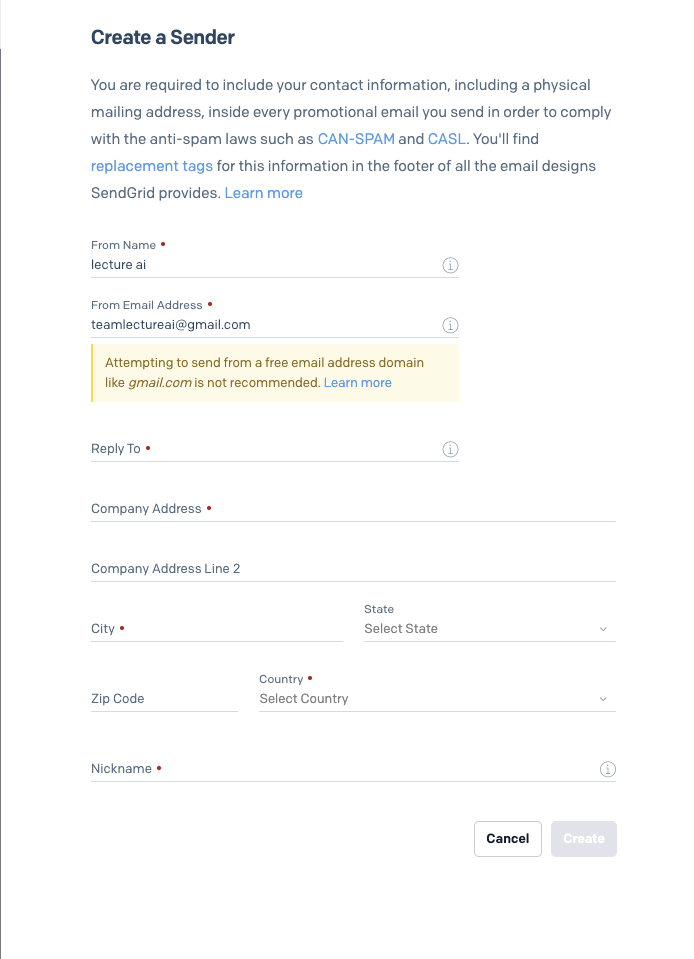 Create a Sender
You are required to include your contact information, including a physical
mailing address, inside every promotional email you send in order to comply
with the anti-spam laws such as CAN-SPAM and CASL. You'll find
replacement tags for this information in the footer of all the email designs
SendGrid provides. Learn more
From Name •
lecture ai
From Email Address •
teamlectureai@gmail.com
Attempting to send from a free email address domain
like gmail.com is not recommended. Learn more
Reply To •
Company Address •
Company Address Line 2
State
City • Select State
Country •
Zip Code Select Country
Nickname •
Cancel Create